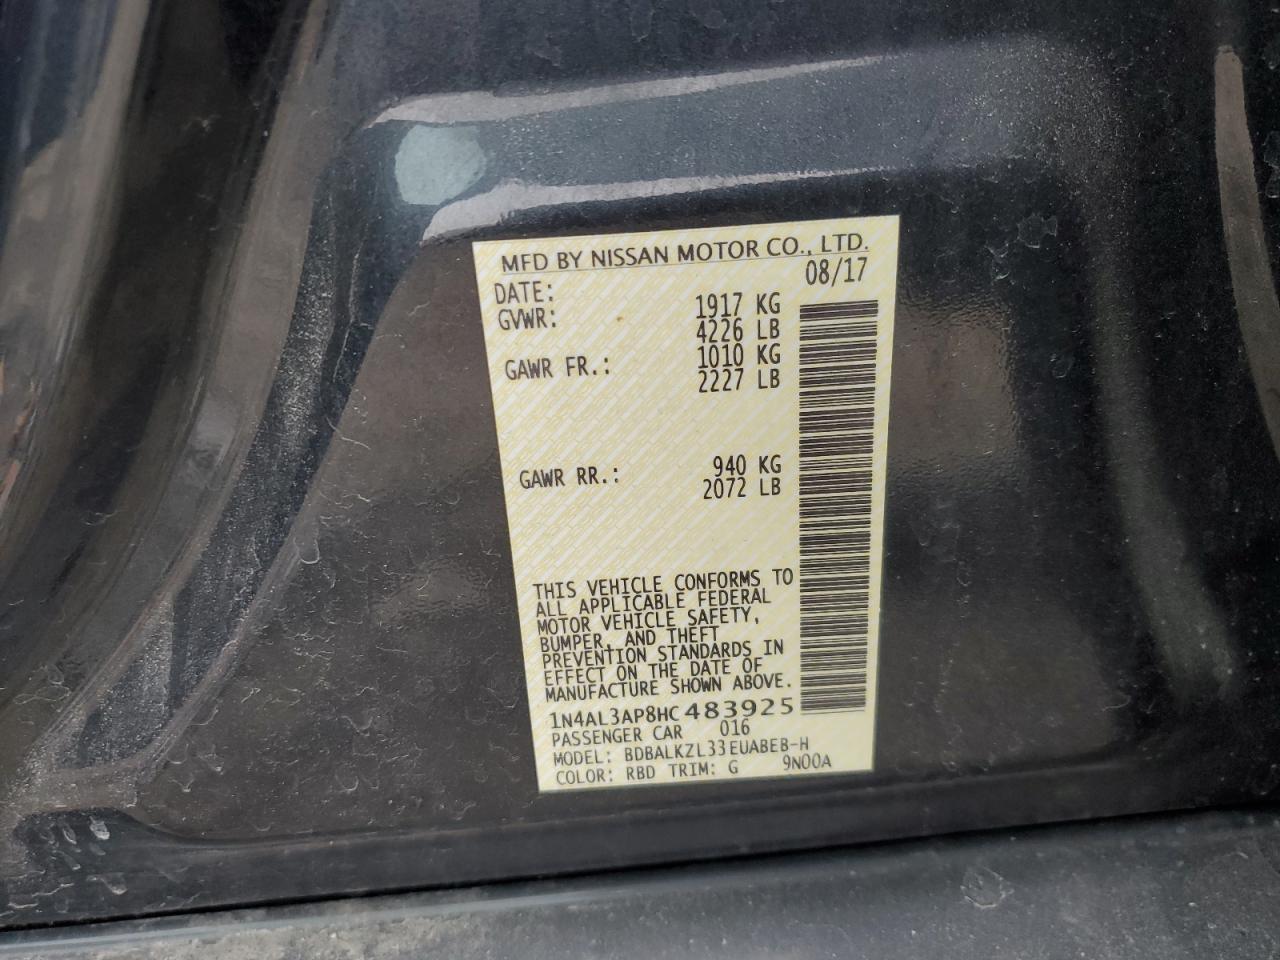 MFD BY NISSAN MOTOR CO., LTD.
DATE: 08/17
GVWR: 1917 KG
4226 LB
GAWR FR.: 1010 KG
2227 LB
GAWR RR.: 940 KG
2072 LB
THIS VEHICLE CONFORMS TO
ALL APPLICABLE FEDERAL
MOTOR VEHICLE SAFETY,
BUMPER, AND THEFT
PREVENTION STANDARDS IN
EFFECT ON THE DATE OF
MANUFACTURE SHOWN ABOVE.
1N4AL3AP8HC483925
PASSENGER CAR 016
MODEL: BDBALKZL33EUABEB-H
COLOR: RBD TRIM: G 9N00A